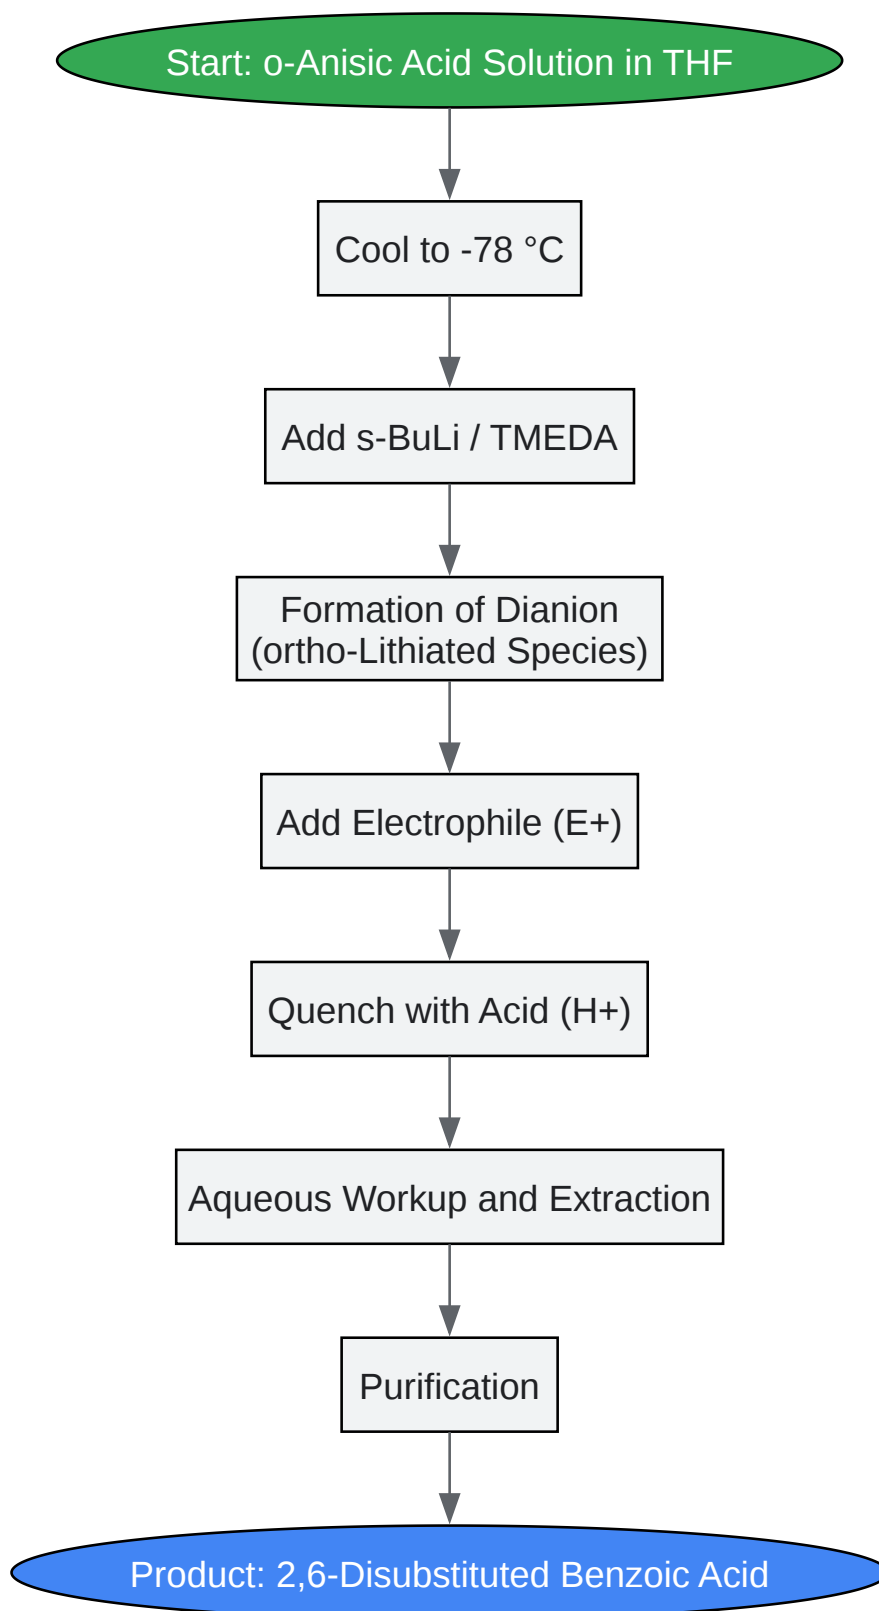 Start: o-Anisic Acid Solution in THF
Cool to -78 °C
Add s-BuLi / TMEDA
Formation of Dianion
(ortho-Lithiated Species)
Add Electrophile (E+)
Quench with Acid (H+)
Aqueous Workup and Extraction
Purification
Product: 2,6-Disubstituted Benzoic Acid